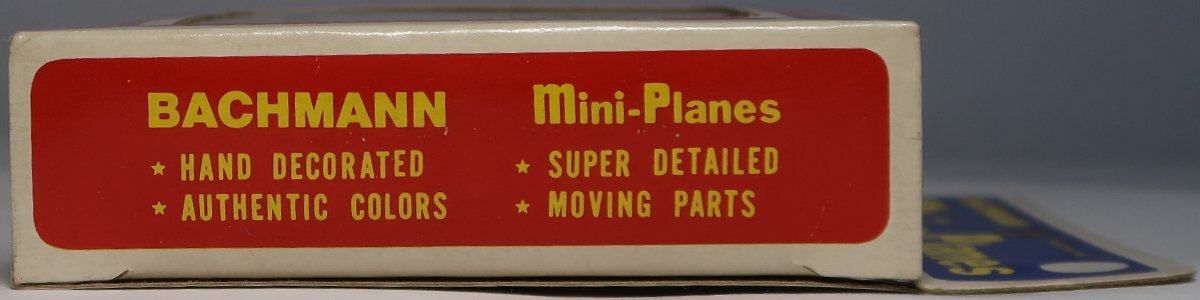 BACHMANN
★ HAND DECORATED
★ AUTHENTIC COLORS
Mini-Planes
★ SUPER DETAILED
★ MOVING PARTS